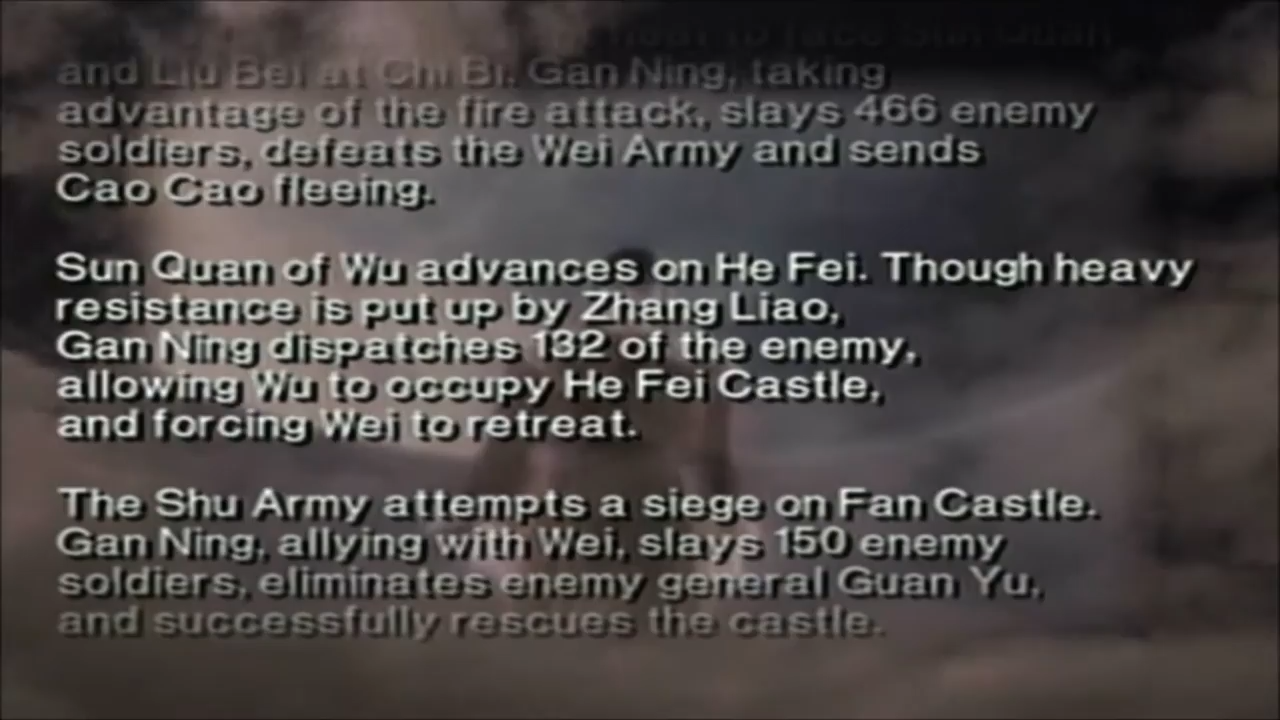 to face Sun Quan
and Liu Bei at Chi Bi. Gan Ning, taking
advantage of the fire attack, slays 466 enemy
soldiers, defeats the Wei Army and sends
Cao Cao fleeing.
Sun Quan of Wu advances on He Fei. Though heavy
resistance is put up by Zhang Liao,
Gan Ning dispatches 132 of the enemy,
allowing Wu to occupy He Fei Castle,
and forcing Wei to retreat.
The Shu Army attempts a siege on Fan Castle.
Gan Ning, allying with Wei, slays 150 enemy
soldiers, eliminates enemy general Guan Yu,
and successfully rescues the castle.